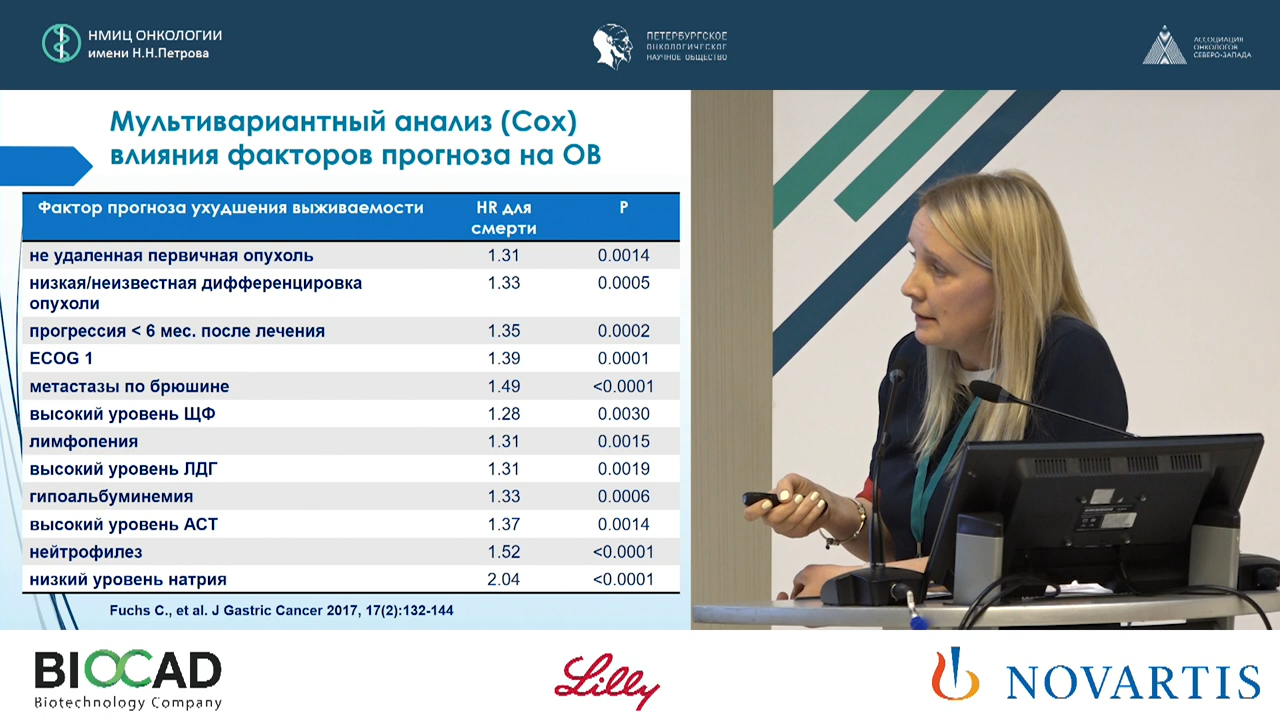 НМИЦ ОНКОЛОГИИ
имени Н.Н.Петрова
ПЕТЕРБУРГСКОЕ
ОНКОЛОГИЧЕСКОЕ
НАУЧНОЕ ОБЩЕСТВО
АССОЦИАЦИЯ
ОНКОЛОГОВ
СЕВЕРО-ЗАПАДА
Мультивариантный анализ (Cox)
влияния факторов прогноза на ОВ
Фактор прогноза ухудшения выживаемости HR для смерти P
не удаленная первичная опухоль 1.31 0.0014
низкая/неизвестная дифференцировка 1.33 0.0005
опухоли
прогрессия < 6 мес. после лечения 1.35 0.0002
ECOG 1 1.39 0.0001
метастазы по брюшине 1.49 <0.0001
высокий уровень ЩФ 1.28 0.0030
лимфопения 1.31 0.0015
высокий уровень ЛДГ 1.31 0.0019
гипоальбуминемия 1.33 0.0006
высокий уровень АСТ 1.37 0.0014
нейтрофилез 1.52 <0.0001
низкий уровень натрия 2.04 <0.0001
Fuchs C., et al. J Gastric Cancer 2017, 17(2):132-144
BIOCAD
Biotechnology Company
Lilly
NOVARTIS